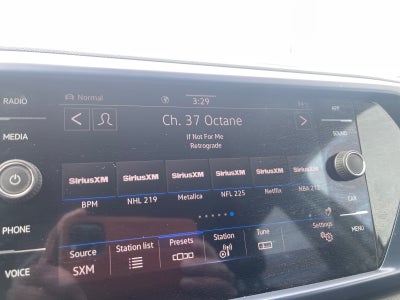 RADIO
MEDIA
PHONE
VOICE
Normal
3:29
Ch. 37 Octane
If Not For Me
Retrograde
SiriusXM SiriusXM SiriusXM SiriusXM SiriusXM SiriusXM
BPM NHL 219 Metallica NFL 225 Netflix NBA 212
Source Station list Presets Station Tune Settings
SXM
APP
SOUND
CAR
MENU